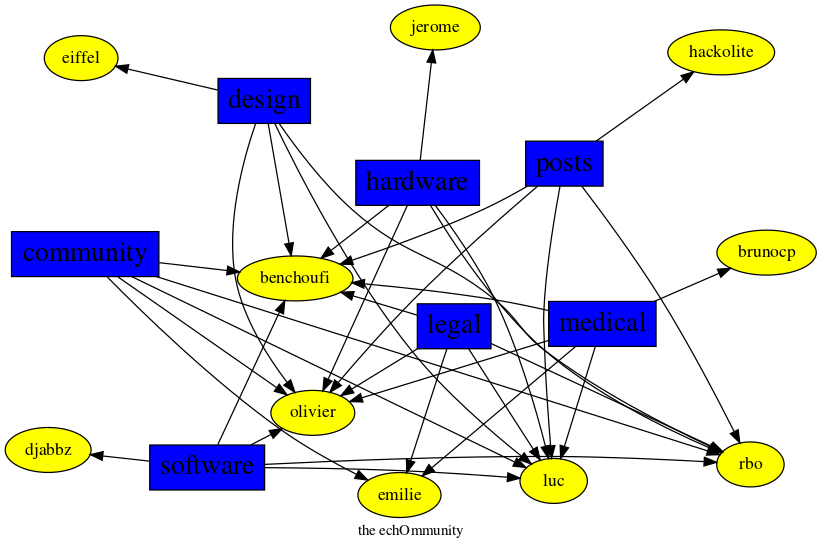 jerome
eiffel
hackolite
design
posts
hardware
community
brunocp
benchoufi
legal
medical
olivier
djabbz
software
rbo
luc
emilie
the echOmmunity